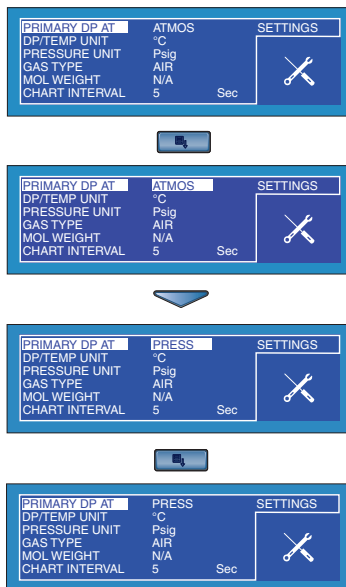 PRIMARY DP AT ATMOS SETTINGS
DP/TEMP UNIT °C
PRESSURE UNIT Psig
GAS TYPE AIR
MOL WEIGHT N/A
CHART INTERVAL 5 Sec
PRIMARY DP AT ATMOS SETTINGS
DP/TEMP UNIT °C
PRESSURE UNIT Psig
GAS TYPE AIR
MOL WEIGHT N/A
CHART INTERVAL 5 Sec
PRIMARY DP AT PRESS SETTINGS
DP/TEMP UNIT °C
PRESSURE UNIT Psig
GAS TYPE AIR
MOL WEIGHT N/A
CHART INTERVAL 5 Sec
PRIMARY DP AT PRESS SETTINGS
DP/TEMP UNIT °C
PRESSURE UNIT Psig
GAS TYPE AIR
MOL WEIGHT N/A
CHART INTERVAL 5 Sec